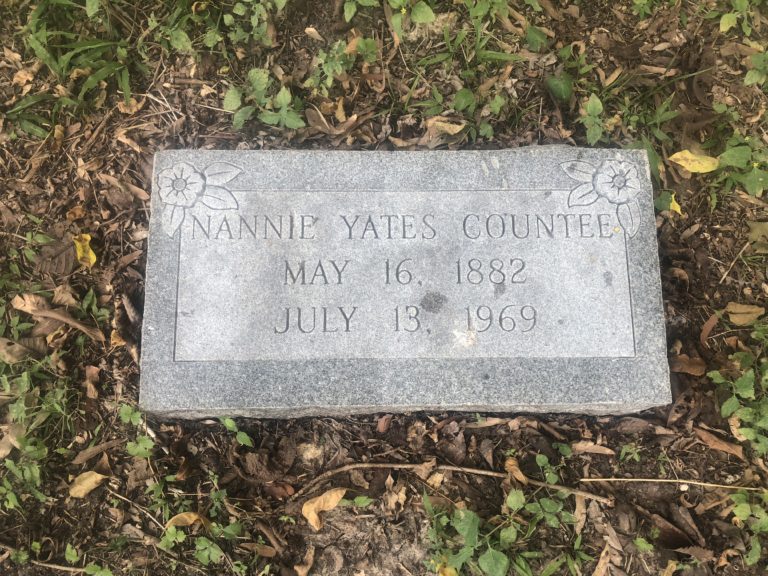 NANNIE YATES COUNTEE
MAY 16, 1882
JULY 13, 1969